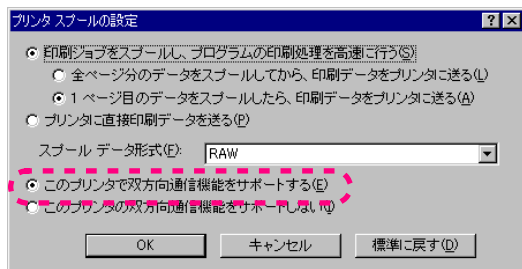 プリンタ スプールの設定
印刷ジョブをスプールし、プログラムの印刷処理を高速に行う(S)
全ページ分のデータをスプールしてから、印刷データをプリンタに送る(L)
1 ページ目のデータをスプールしたら、印刷データをプリンタに送る(A)
プリンタに直接印刷データを送る(P)
スプール データ形式(F): RAW
このプリンタで双方向通信機能をサポートする(E)
このプリンタの双方向通信機能をサポートしない(I)
OK キャンセル 標準に戻す(D)